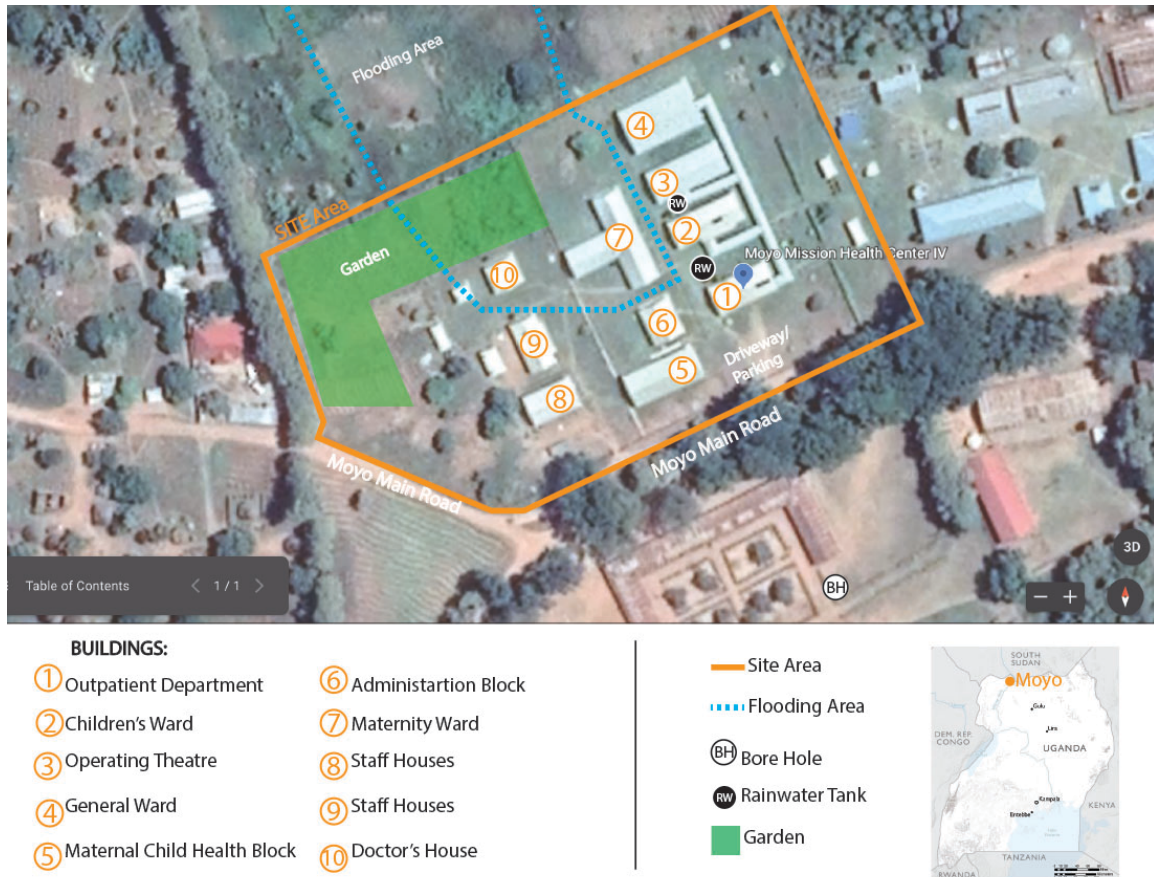 Flooding Area
SITE Area
Garden
4
3
RW
2
7
Moyo Mission Health Center IV
RW
10
1
6
9
Driveway/
Parking
5
8
Moyo Main Road
Moyo Main Road
3D
Table of Contents
1 / 1
BH
BUILDINGS:
1 Outpatient Department
2 Children's Ward
3 Operating Theatre
4 General Ward
5 Maternal Child Health Block
6 Administartion Block
7 Maternity Ward
8 Staff Houses
9 Staff Houses
10 Doctor's House
Site Area
Flooding Area
BH Bore Hole
RW Rainwater Tank
Garden
SOUTH
SUDAN
Moyo
Gulu
Lira
DEM. REP.
CONGO
UGANDA
Kampala
Entebbe
KENYA
TANZANIA
RWANDA